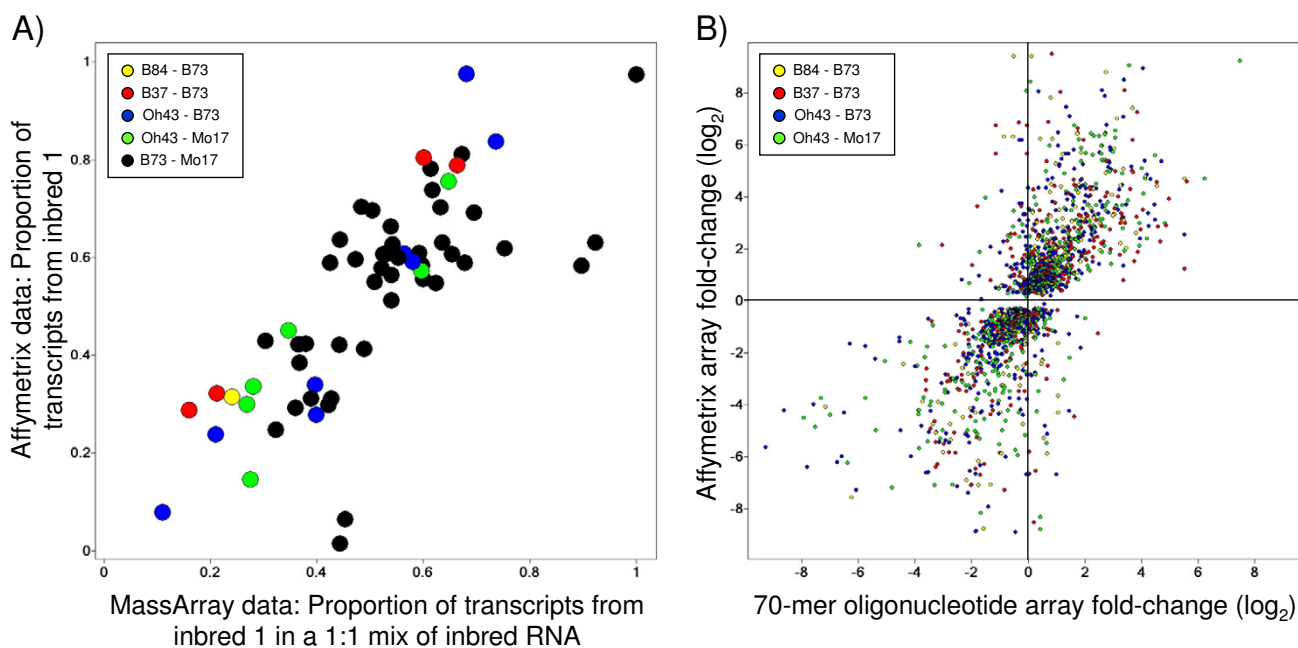 A)
B84 - B73
B37 - B73
Oh43 - B73
Oh43 - Mo17
B73 - Mo17
1
0.8
0.6
0.4
0.2
0
0
0.2
0.4
0.6
0.8
1
Affymetrix data: Proportion of
transcripts from inbred 1
MassArray data: Proportion of transcripts from
inbred 1 in a 1:1 mix of inbred RNA
B)
B84 - B73
B37 - B73
Oh43 - B73
Oh43 - Mo17
8
6
4
2
0
-2
-4
-6
-8
-8
-6
-4
-2
0
2
4
6
8
Affymetrix array fold-change (log₂)
70-mer oligonucleotide array fold-change (log₂)